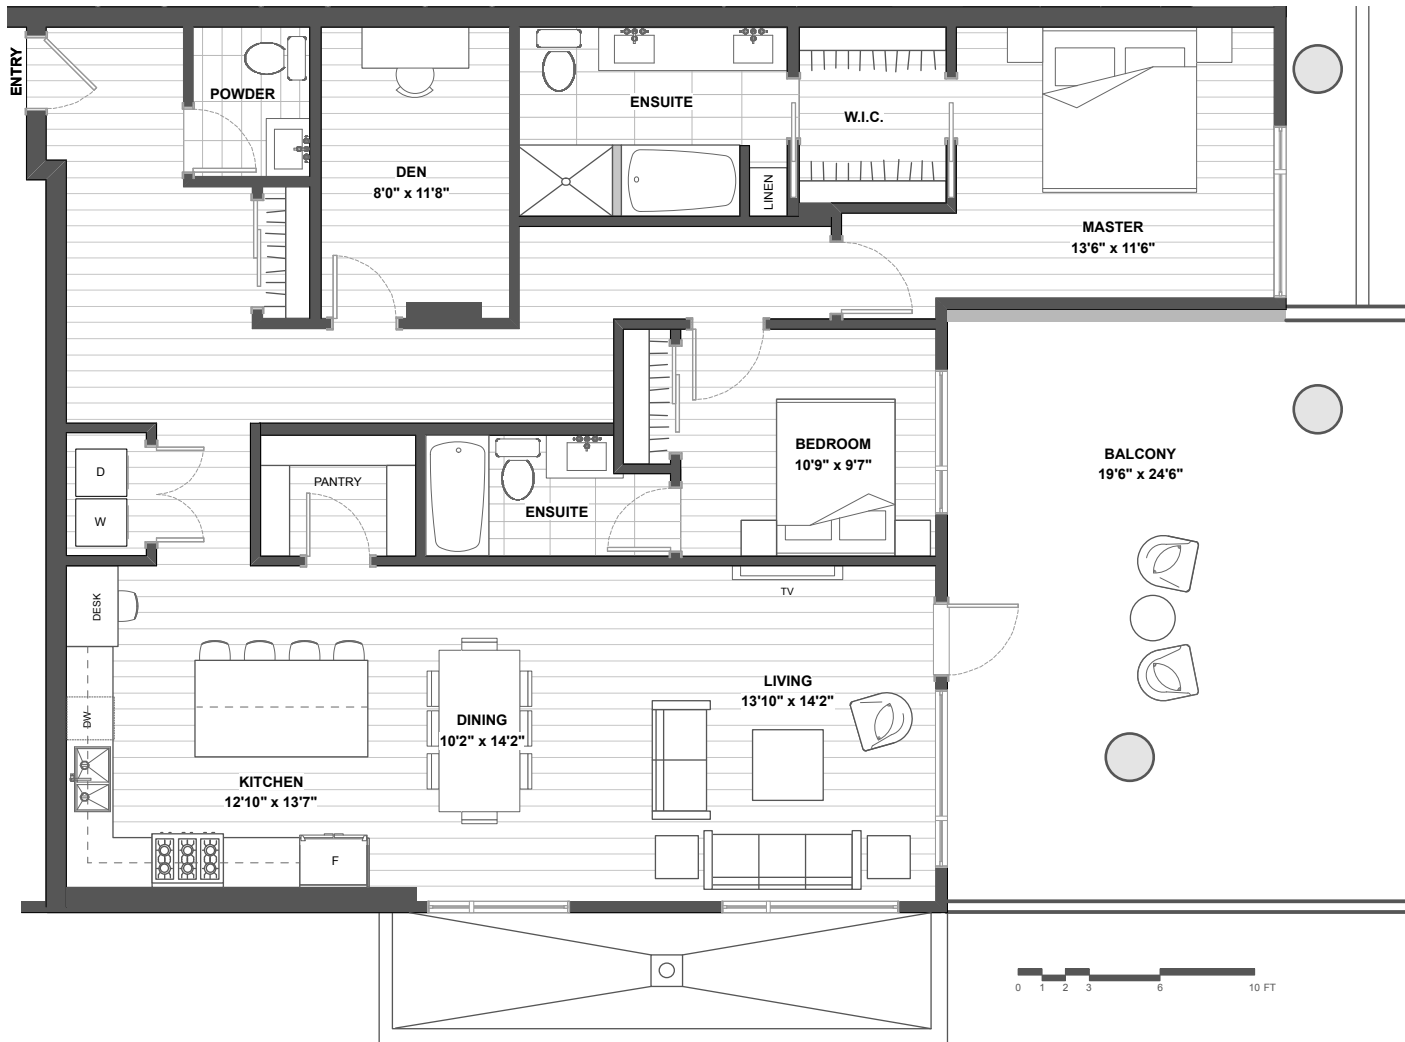 ENTRY
POWDER
DEN
8'0" x 11'8"
ENSUITE
W.I.C.
LINEN
MASTER
13'6" x 11'6"
D
W
PANTRY
ENSUITE
BEDROOM
10'9" x 9'7"
BALCONY
19'6" x 24'6"
DESK
TV
DW
LIVING
13'10" x 14'2"
DINING
10'2" x 14'2"
KITCHEN
12'10" x 13'7"
F
0 1 2 3 6 10 FT